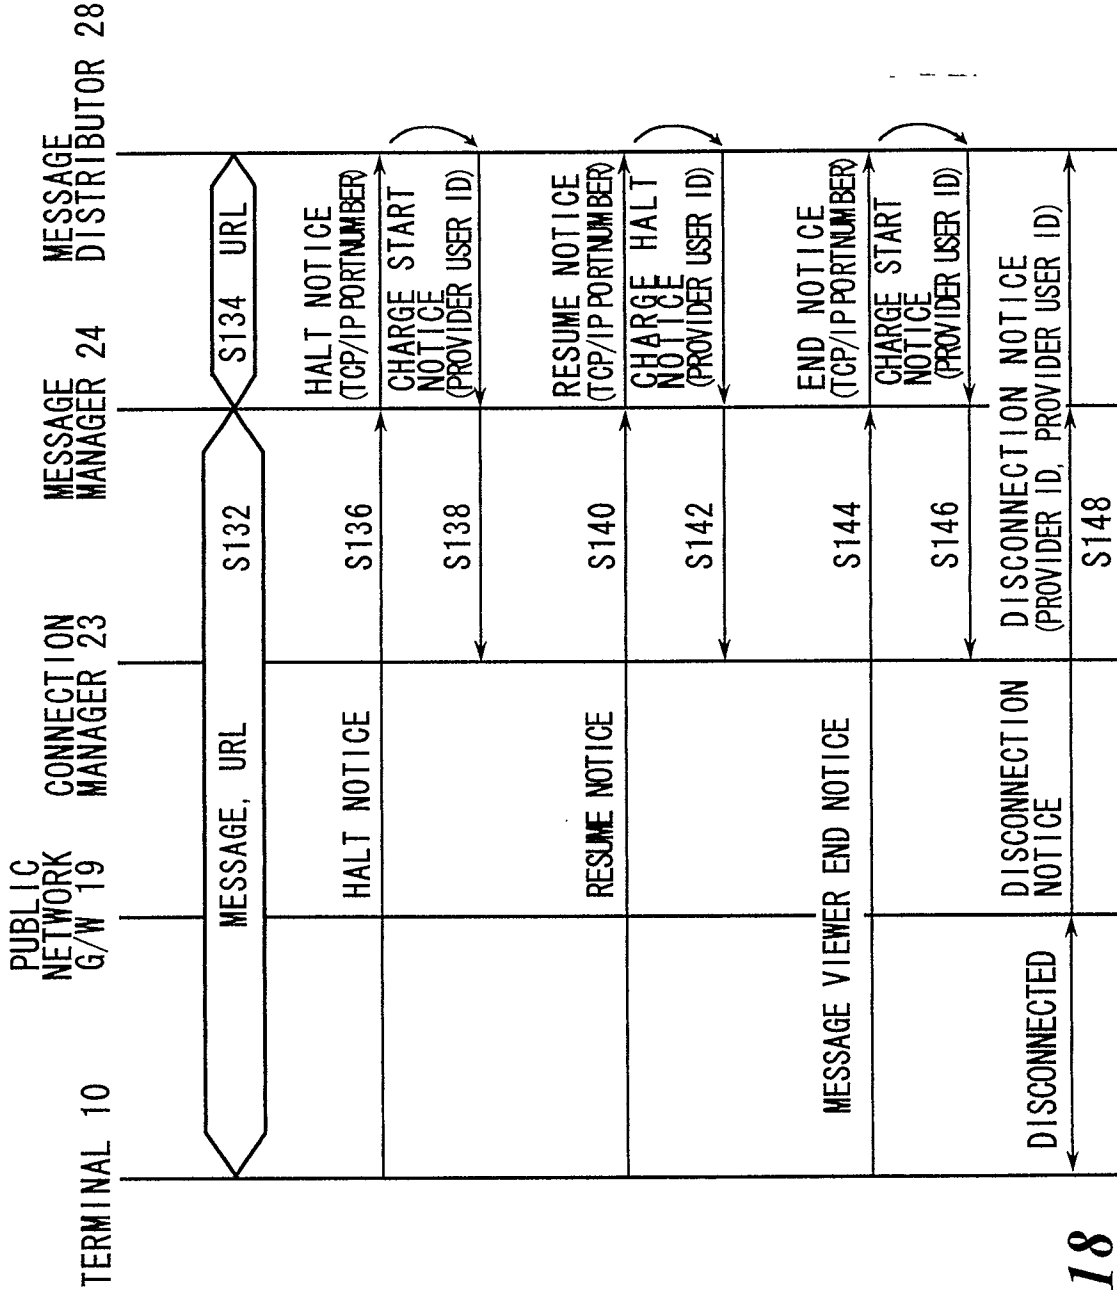 TERMINAL 10
PUBLIC
NETWORK
G/W 19
CONNECTION
MANAGER 23
MESSAGE
MANAGER 24
MESSAGE
DISTRIBUTOR 28
MESSAGE, URL
S132
S134 URL
HALT NOTICE
S136
HALT NOTICE
(TCP/IP PORTNUMBER)
S138
CHARGE START
NOTICE
(PROVIDER USER ID)
RESUME NOTICE
S140
RESUME NOTICE
(TCP/IP PORTNUMBER)
S142
CHARGE HALT
NOTICE
(PROVIDER USER ID)
MESSAGE VIEWER END NOTICE
S144
END NOTICE
(TCP/IP PORTNUMBER)
S146
CHARGE START
NOTICE
(PROVIDER USER ID)
DISCONNECTED
DISCONNECTION
NOTICE
DISCONNECTION NOTICE
(PROVIDER ID, PROVIDER USER ID)
S148
18